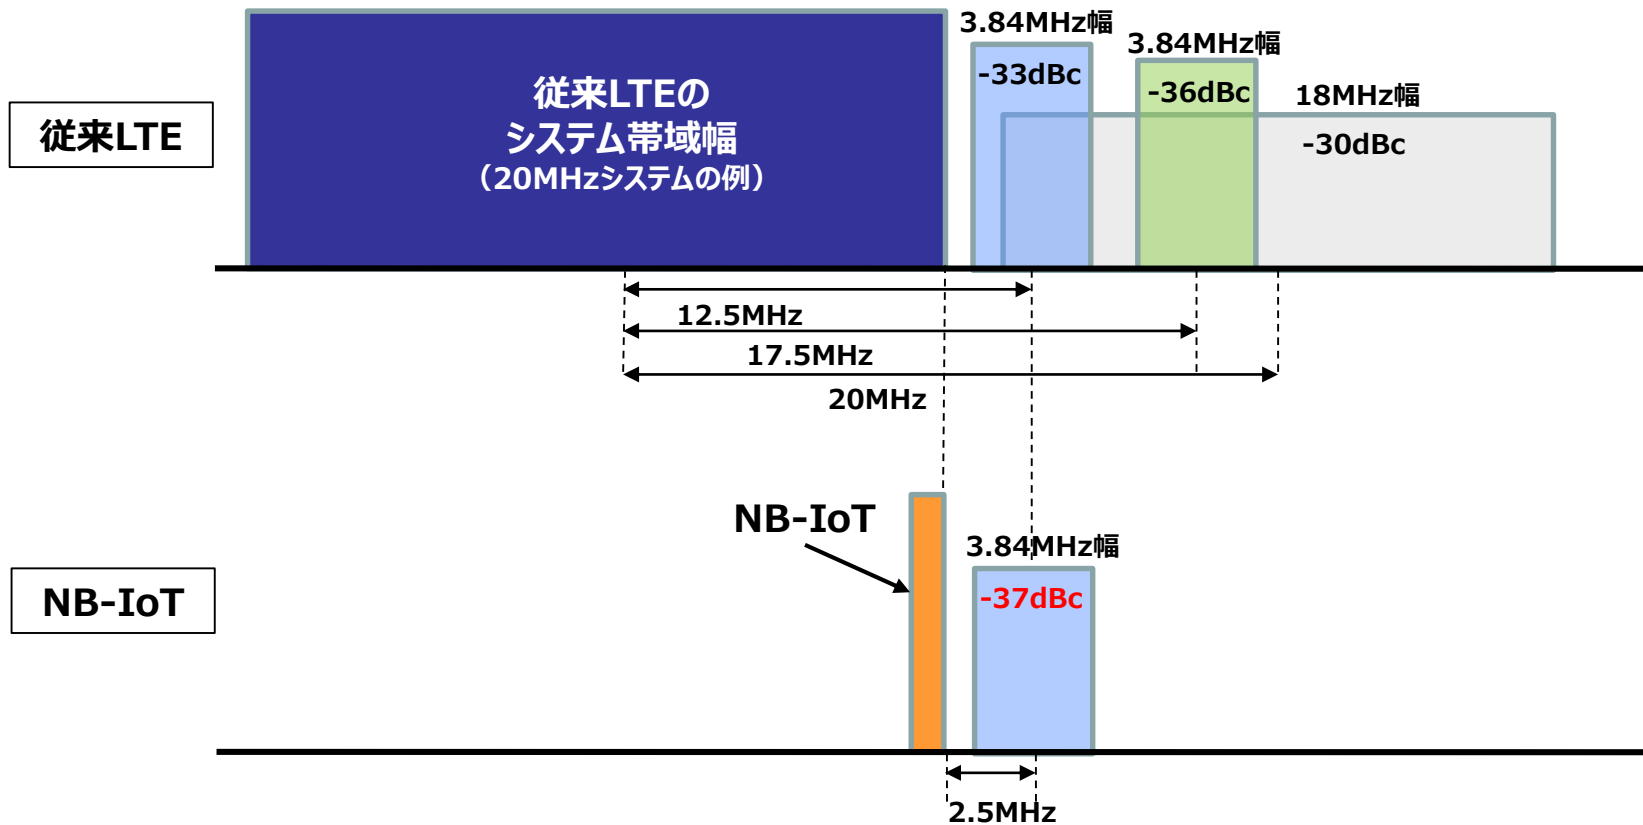 従来LTE
従来LTEの
システム帯域幅
（20MHzシステムの例）
3.84MHz幅
-33dBc
3.84MHz幅
-36dBc
18MHz幅
-30dBc
12.5MHz
17.5MHz
20MHz
NB-IoT
NB-IoT
3.84MHz幅
-37dBc
2.5MHz